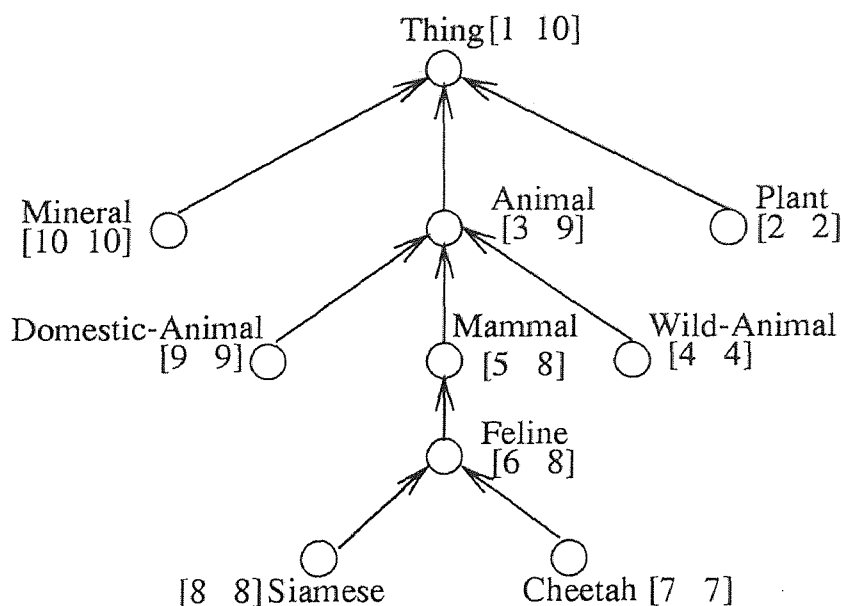 Thing [1 10]
Mineral
[10 10]
Animal
[3 9]
Plant
[2 2]
Domestic-Animal
[9 9]
Mammal
[5 8]
Wild-Animal
[4 4]
Feline
[6 8]
[8 8] Siamese
Cheetah [7 7]